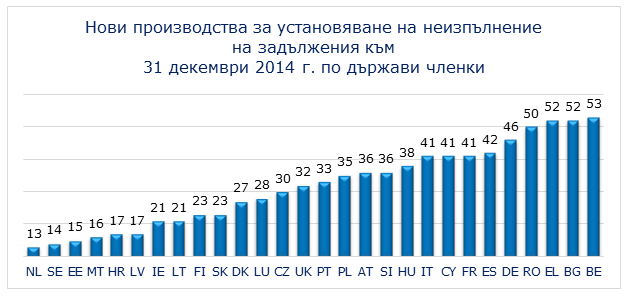 Нови производства за установяване на неизпълнение
на задължения към
31 декември 2014 г. по държави членки
13 14 15 16 17 17 21 21 23 23 27 28 30 32 33 35 36 36 38 41 41 41 42 46 50 52 52 53
NL SE EE MT HR LV IE LT FI SK DK LU CZ UK PT PL AT SI HU IT CY FR ES DE RO EL BG BE